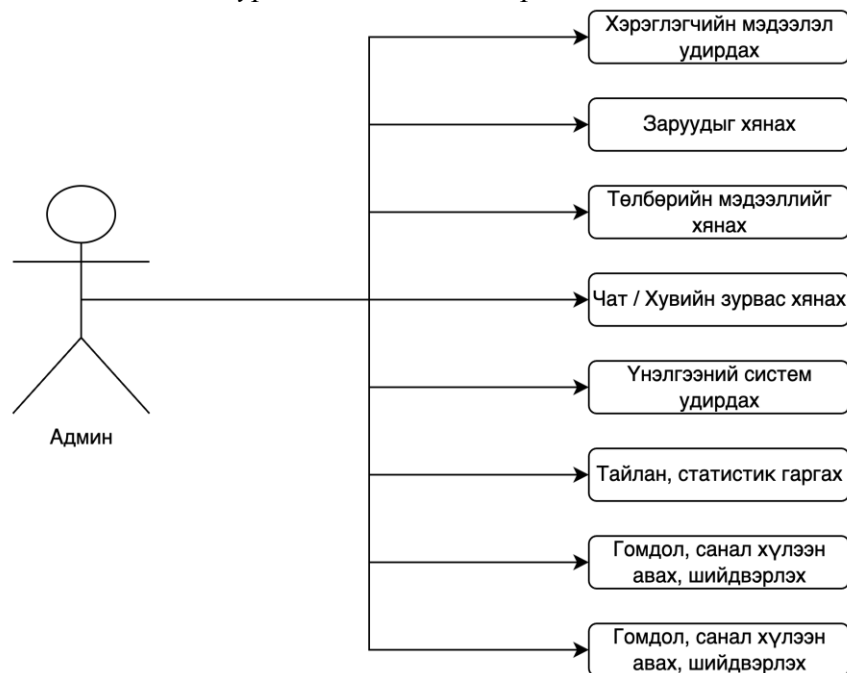 Хэрэглэгчийн мэдээлэл
удирдах
Заруудыг хянах
Төлбөрийн мэдээллийг
хянах
Чат / Хувийн зурвас хянах
Үнэлгээний систем
удирдах
Админ
Тайлан, статистик гаргах
Гомдол, санал хүлээн
авах, шийдвэрлэх
Гомдол, санал хүлээн
авах, шийдвэрлэх